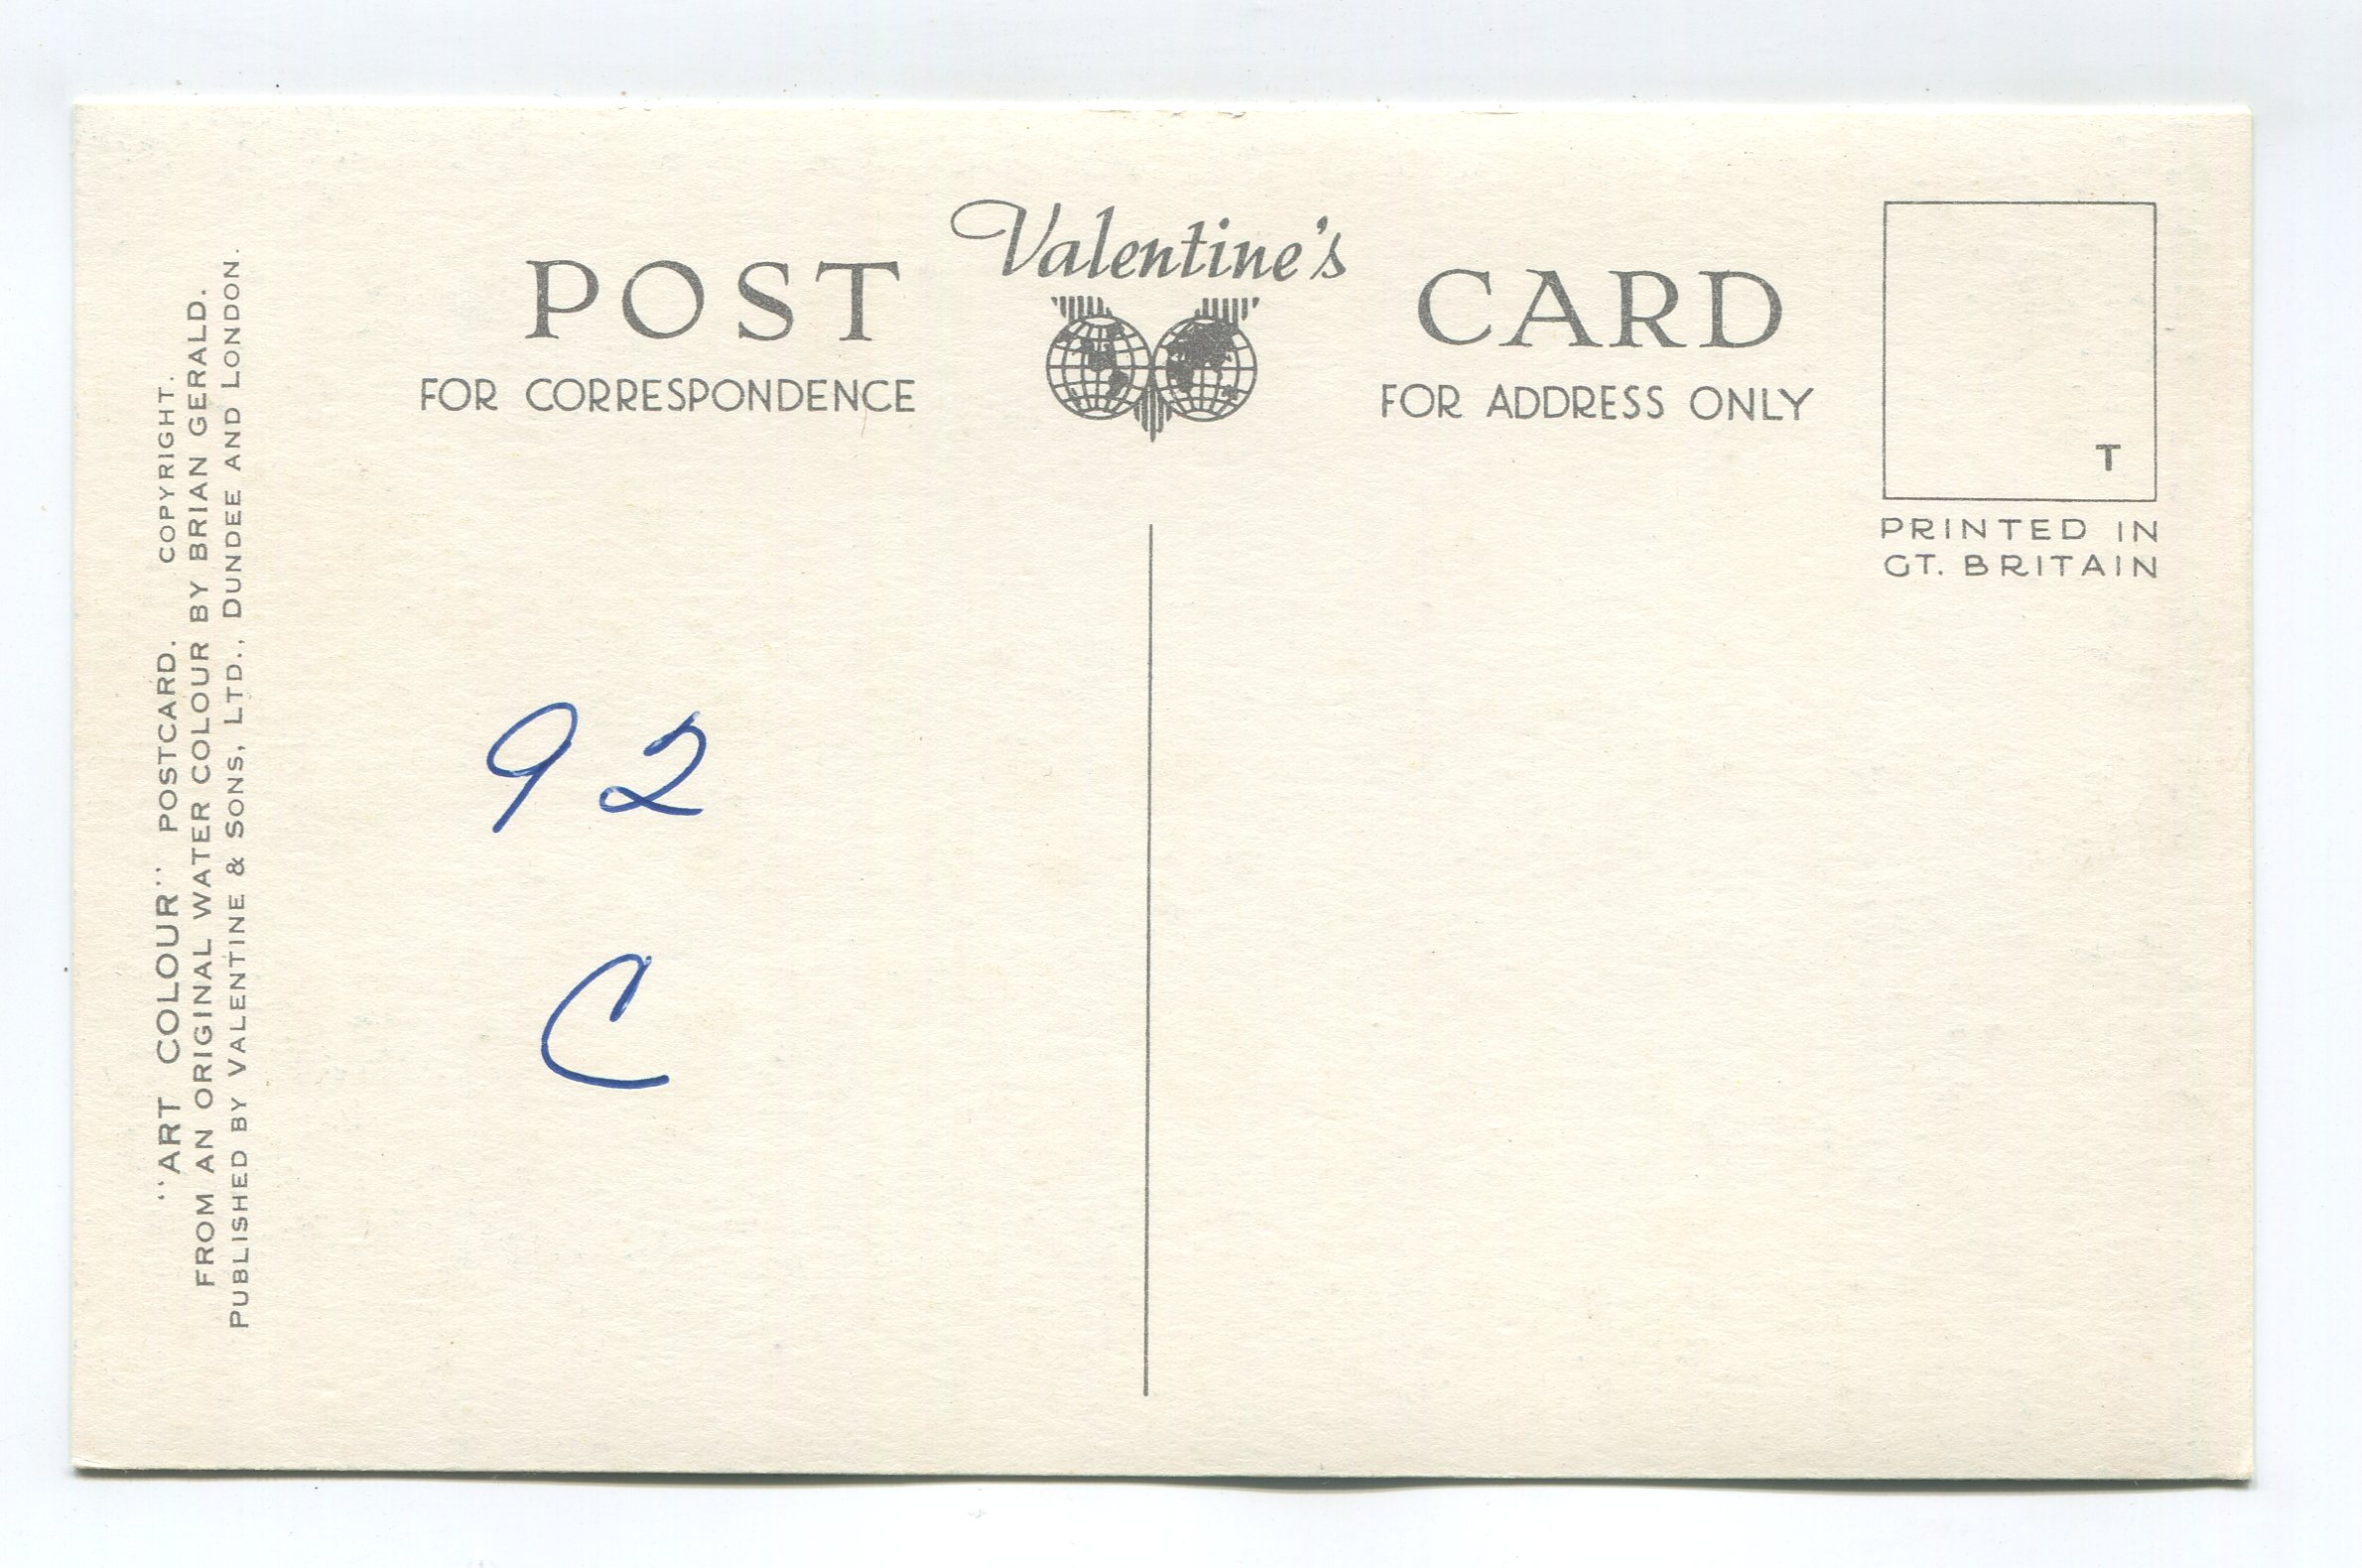 Valentine's
POST CARD
FOR CORRESPONDENCE
FOR ADDRESS ONLY
T
PRINTED IN
GT. BRITAIN
"ART COLOUR" POSTCARD. COPYRIGHT.
FROM AN ORIGINAL WATER COLOUR BY BRIAN GERALD.
PUBLISHED BY VALENTINE & SONS, LTD., DUNDEE AND LONDON.
92
C